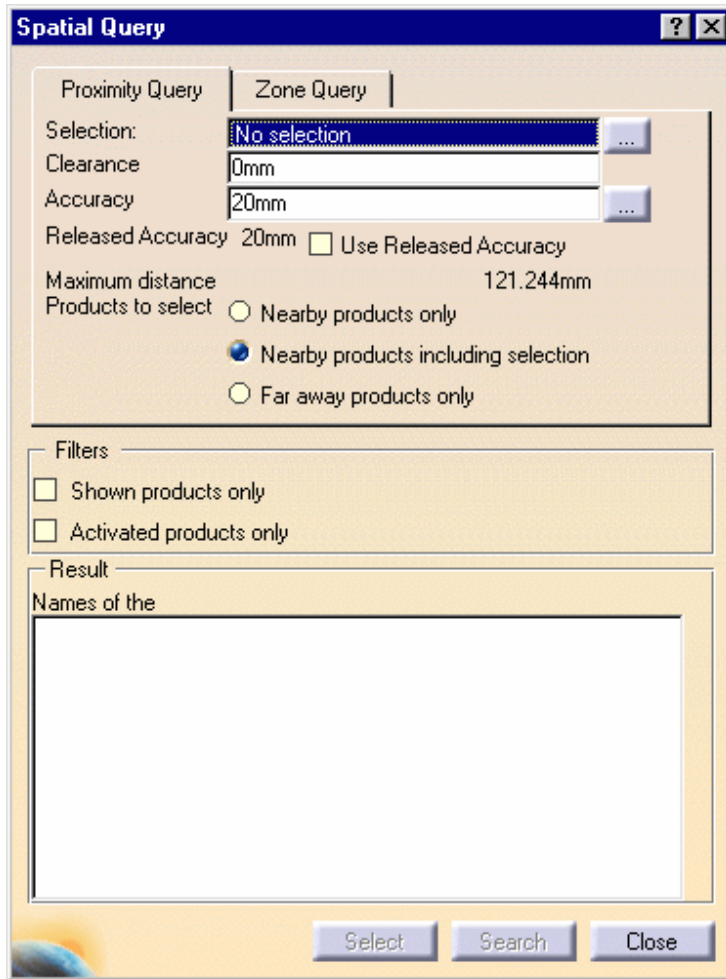 Spatial Query
Proximity Query Zone Query
Selection: No selection ...
Clearance 0mm
Accuracy 20mm ...
Released Accuracy 20mm Use Released Accuracy
Maximum distance 121.244mm
Products to select Nearby products only
Nearby products including selection
Far away products only
Filters
Shown products only
Activated products only
Result
Names of the
Select Search Close